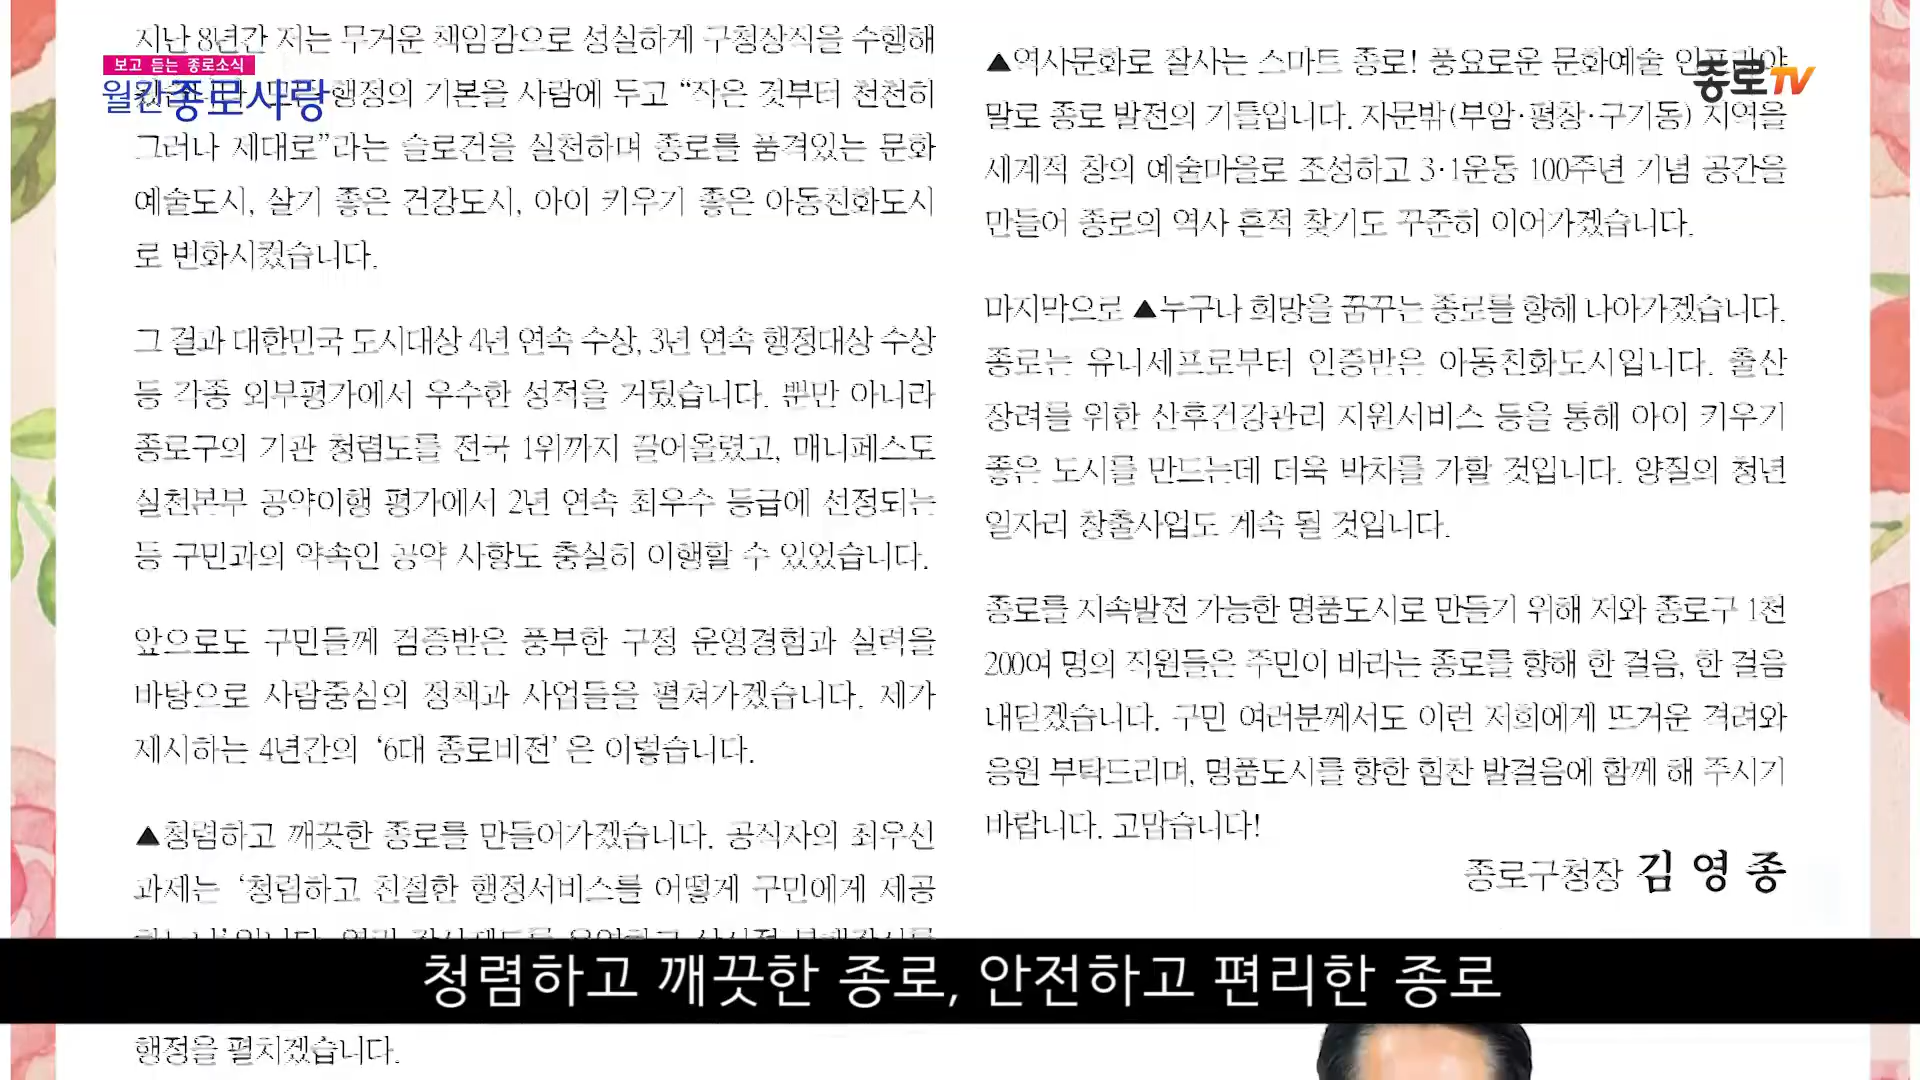 지난 8년간 저는 무거운 책임감으로 성실하게 구청장직을 수행해
보고 듣는 종로소식
월간종로사랑
행정의 기본을 사람에 두고 “작은 것부터 천천히
그러나 제대로”라는 슬로건을 실천하며 종로를 품격있는 문화
예술도시, 살기 좋은 건강도시, 아이 키우기 좋은 아동친화도시
로 변화시켰습니다.
그 결과 대한민국 도시대상 4년 연속 수상, 3년 연속 행정대상 수상
등 각종 외부평가에서 우수한 성적을 거뒀습니다. 뿐만 아니라
종로구의 기관 청렴도를 전국 1위까지 끌어올렸고, 매니페스토
실천본부 공약이행 평가에서 2년 연속 최우수 등급에 선정되는
등 구민과의 약속인 공약 사항도 충실히 이행할 수 있었습니다.
앞으로도 구민들께 검증받은 풍부한 구정 운영경험과 실력을
바탕으로 사람중심의 정책과 사업들을 펼쳐가겠습니다. 제가
제시하는 4년간의 ‘6대 종로비전’은 이렇습니다.
▲청렴하고 깨끗한 종로를 만들어가겠습니다. 공직자의 최우선
과제는 ‘청렴하고 친절한 행정서비스를 어떻게 구민에게 제공
행정을 펼치겠습니다.
▲역사문화로 잘사는 스마트 종로! 풍요로운 문화예술
종로TV
말로 종로 발전의 기틀입니다. 자문밖(부암·평창·구기동) 지역을
세계적 창의 예술마을로 조성하고 3·1운동 100주년 기념 공간을
만들어 종로의 역사 흔적 찾기도 꾸준히 이어가겠습니다.
마지막으로 ▲누구나 희망을 꿈꾸는 종로를 향해 나아가겠습니다.
종로는 유니세프로부터 인증받은 아동친화도시입니다. 출산
장려를 위한 산후건강관리 지원서비스 등을 통해 아이 키우기
좋은 도시를 만드는데 더욱 박차를 가할 것입니다. 양질의 청년
일자리 창출사업도 계속 될 것입니다.
종로를 지속발전 가능한 명품도시로 만들기 위해 저와 종로구 1천
200여 명의 직원들은 주민이 바라는 종로를 향해 한 걸음, 한 걸음
내딛겠습니다. 구민 여러분께서도 이런 저희에게 뜨거운 격려와
응원 부탁드리며, 명품도시를 향한 힘찬 발걸음에 함께 해 주시기
바랍니다. 고맙습니다!
종로구청장 김 영 종
청렴하고 깨끗한 종로, 안전하고 편리한 종로